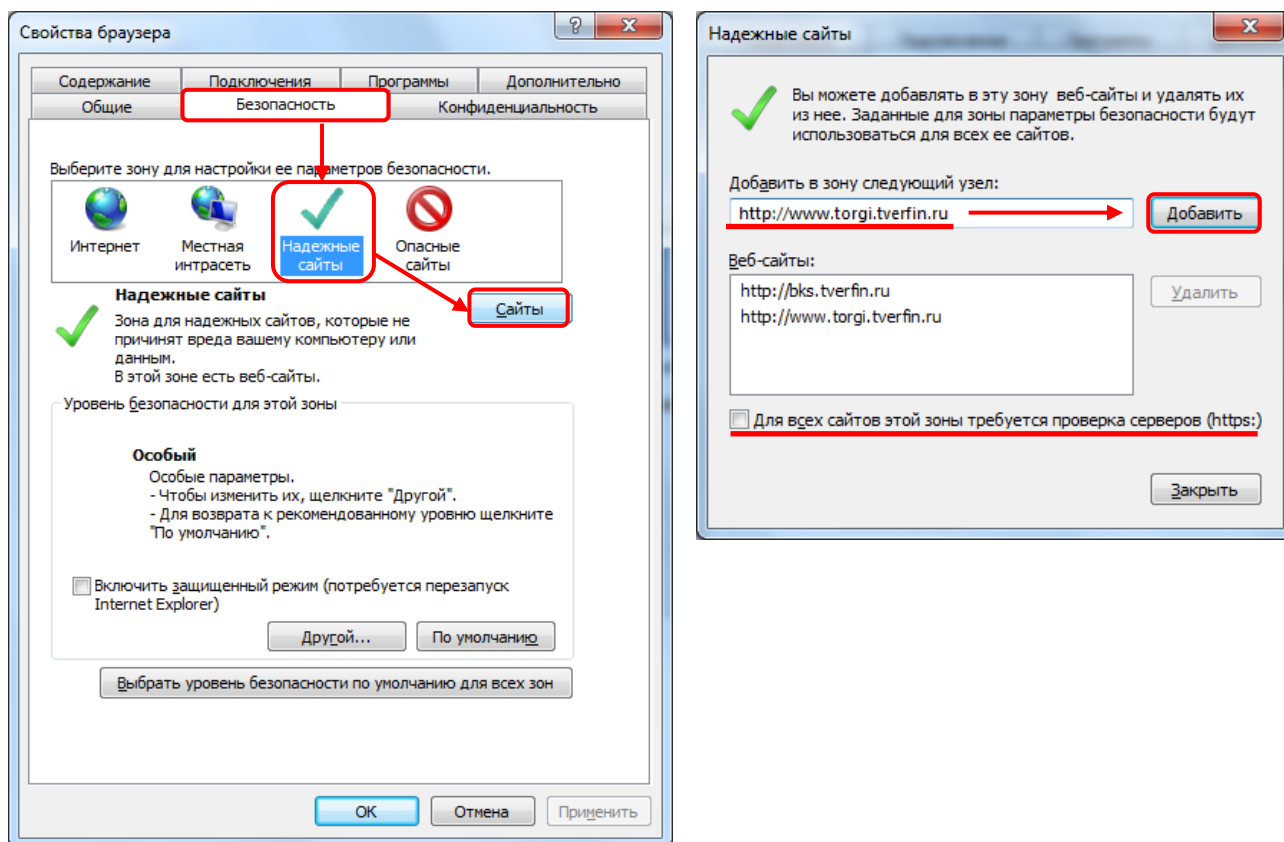 Свойства браузера
Содержание Подключения Программы Дополнительно
Общие Безопасность Конфиденциальность
Выберите зону для настройки ее параметров безопасности.
Интернет
Местная
интрасеть
Надежные
сайты
Опасные
сайты
Надежные сайты
Сайты
Зона для надежных сайтов, которые не
причинят вреда вашему компьютеру или
данным.
В этой зоне есть веб-сайты.
Уровень безопасности для этой зоны
Особый
Особые параметры.
- Чтобы изменить их, щелкните "Другой".
- Для возврата к рекомендованному уровню щелкните
"По умолчанию".
Включить защищенный режим (потребуется перезапуск
Internet Explorer)
Другой... По умолчанию
Выбрать уровень безопасности по умолчанию для всех зон
OK Отмена Применить
Надежные сайты
Вы можете добавлять в эту зону веб-сайты и удалять их
из нее. Заданные для зоны параметры безопасности будут
использоваться для всех ее сайтов.
Добавить в зону следующий узел:
http://www.torgi.tverfin.ru Добавить
Веб-сайты:
http://bks.tverfin.ru Удалить
http://www.torgi.tverfin.ru
Для всех сайтов этой зоны требуется проверка серверов (https:)
Закрыть